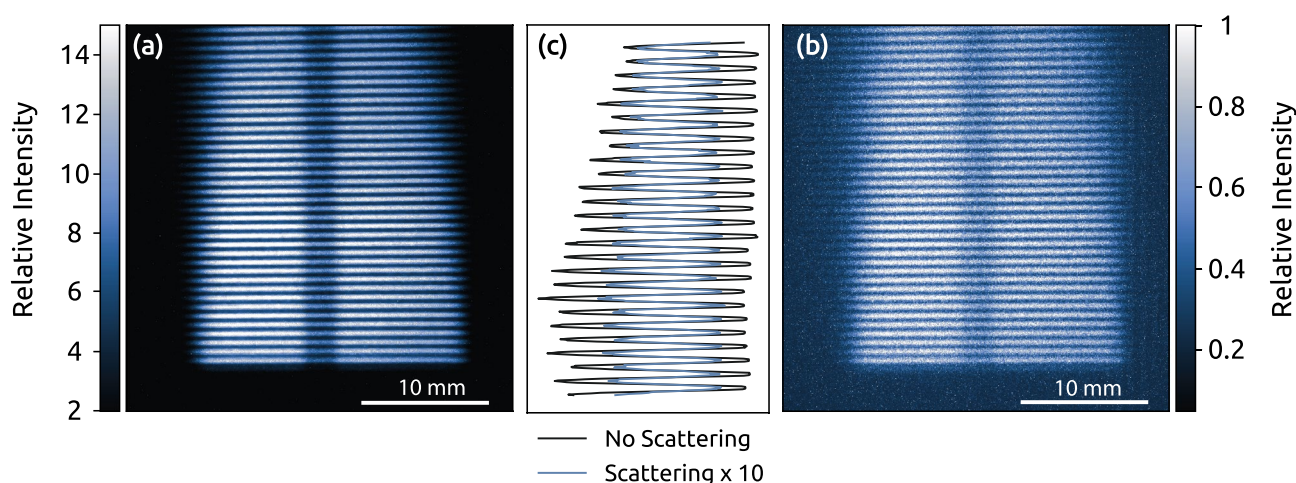 Relative Intensity
14
12
10
8
6
4
2
(a)
10 mm
(c)
No Scattering
Scattering x 10
(b)
10 mm
1
0.8
0.6
0.4
0.2
Relative Intensity